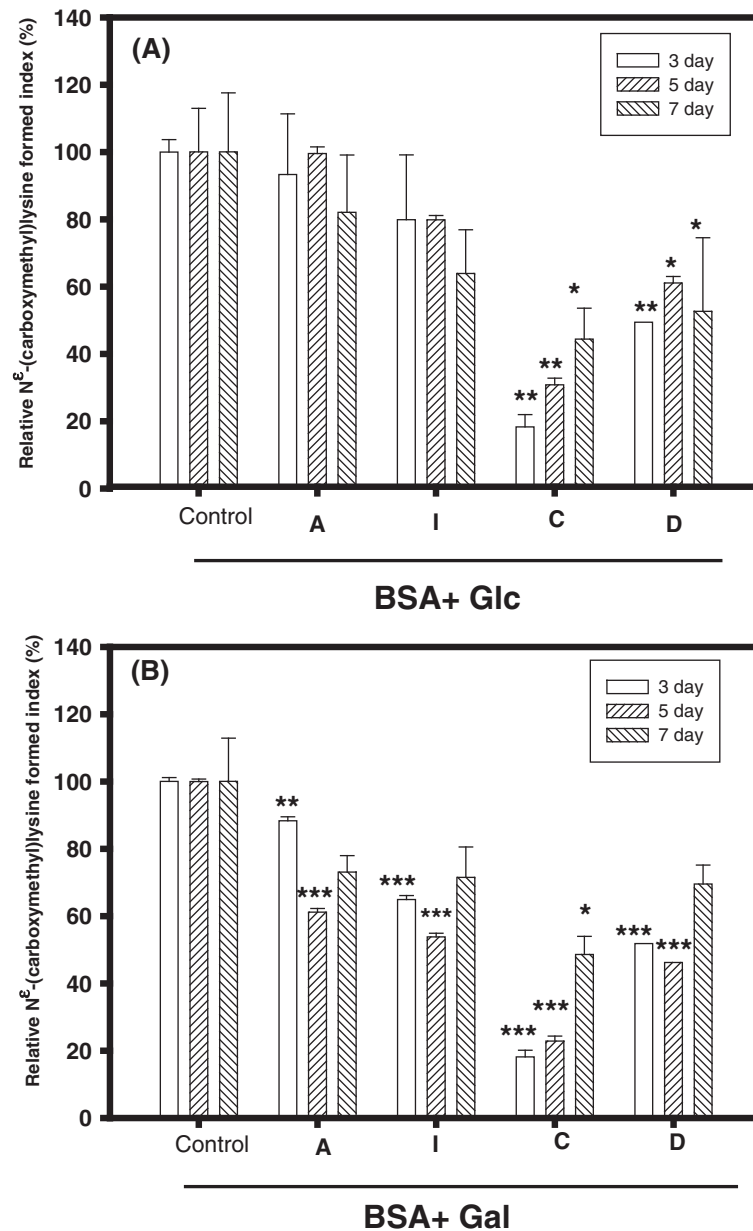 (A)
Relative Nε-(carboxymethyl)lysine formed index (%)
140
120
100
80
60
40
20
0
3 day
5 day
7 day
**
**
*
**
*
*
Control
A
I
C
D
BSA+ Glc
(B)
Relative Nε-(carboxymethyl)lysine formed index (%)
140
120
100
80
60
40
20
0
3 day
5 day
7 day
**
***
***
***
***
***
*
***
***
Control
A
I
C
D
BSA+ Gal